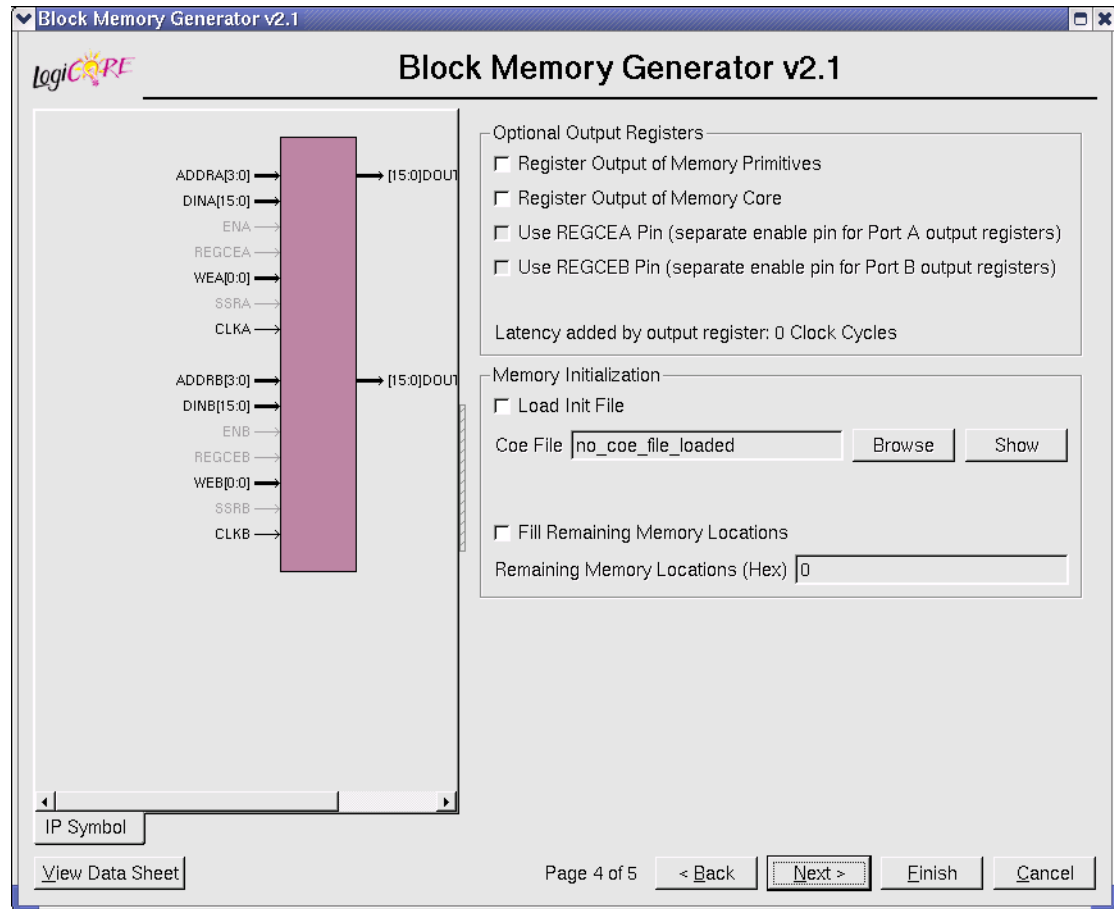 Block Memory Generator v2.1
LogiCORE
Block Memory Generator v2.1
ADDRA[3:0]
DINA[15:0]
ENA
REGCEA
WEA[0:0]
SSRA
CLKA
ADDRB[3:0]
DINB[15:0]
ENB
REGCEB
WEB[0:0]
SSRB
CLKB
[15:0]DOUT
[15:0]DOUT
IP Symbol
Optional Output Registers
Register Output of Memory Primitives
Register Output of Memory Core
Use REGCEA Pin (separate enable pin for Port A output registers)
Use REGCEB Pin (separate enable pin for Port B output registers)
Latency added by output register: 0 Clock Cycles
Memory Initialization
Load Init File
Coe File no_coe_file_loaded Browse Show
Fill Remaining Memory Locations
Remaining Memory Locations (Hex) 0
View Data Sheet Page 4 of 5 < Back Next > Finish Cancel